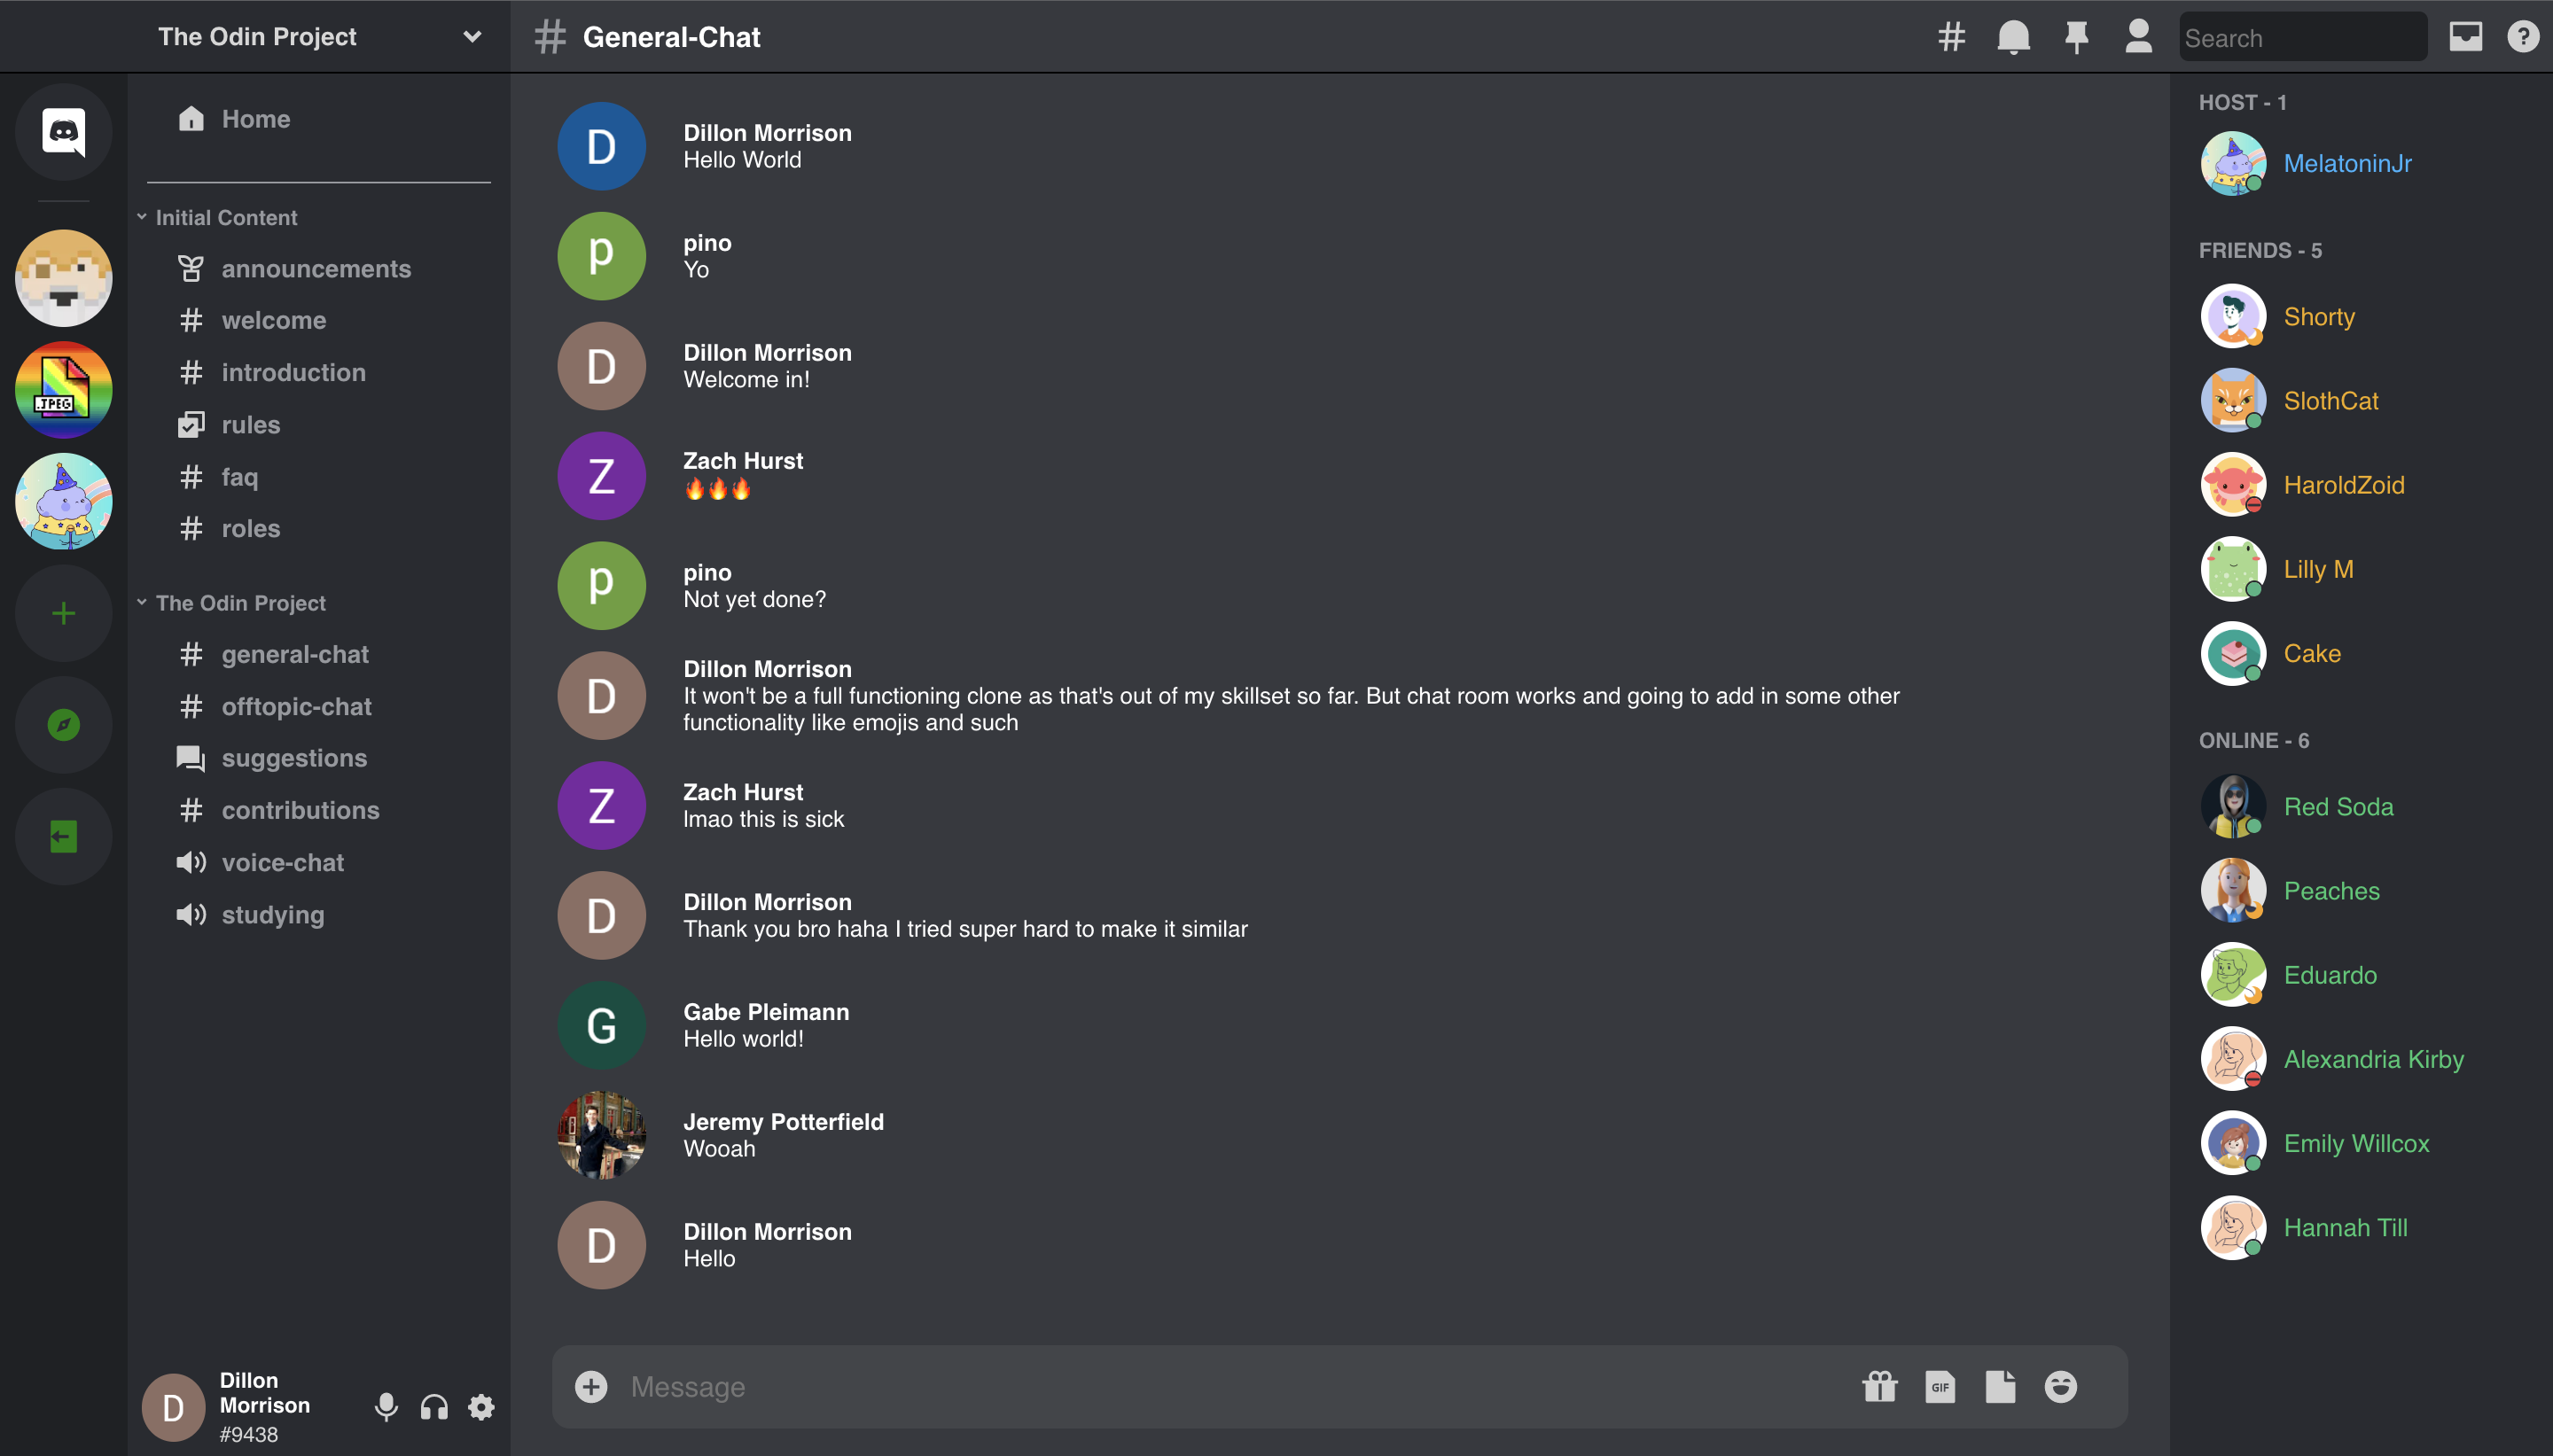 The Odin Project
General-Chat
Search
?
Home
Initial Content
announcements
welcome
introduction
rules
faq
roles
The Odin Project
general-chat
offtopic-chat
suggestions
contributions
voice-chat
studying
.JPEG
Dillon
Morrison
#9438
D
D
Dillon Morrison
Hello World
p
pino
Yo
D
Dillon Morrison
Welcome in!
Z
Zach Hurst
🔥🔥🔥
p
pino
Not yet done?
D
Dillon Morrison
It won't be a full functioning clone as that's out of my skillset so far. But chat room works and going to add in some other
functionality like emojis and such
Z
Zach Hurst
lmao this is sick
D
Dillon Morrison
Thank you bro haha I tried super hard to make it similar
G
Gabe Pleimann
Hello world!
Jeremy Potterfield
Wooah
D
Dillon Morrison
Hello
Message
GIF
HOST - 1
MelatoninJr
FRIENDS - 5
Shorty
SlothCat
HaroldZoid
Lilly M
Cake
ONLINE - 6
Red Soda
Peaches
Eduardo
Alexandria Kirby
Emily Willcox
Hannah Till